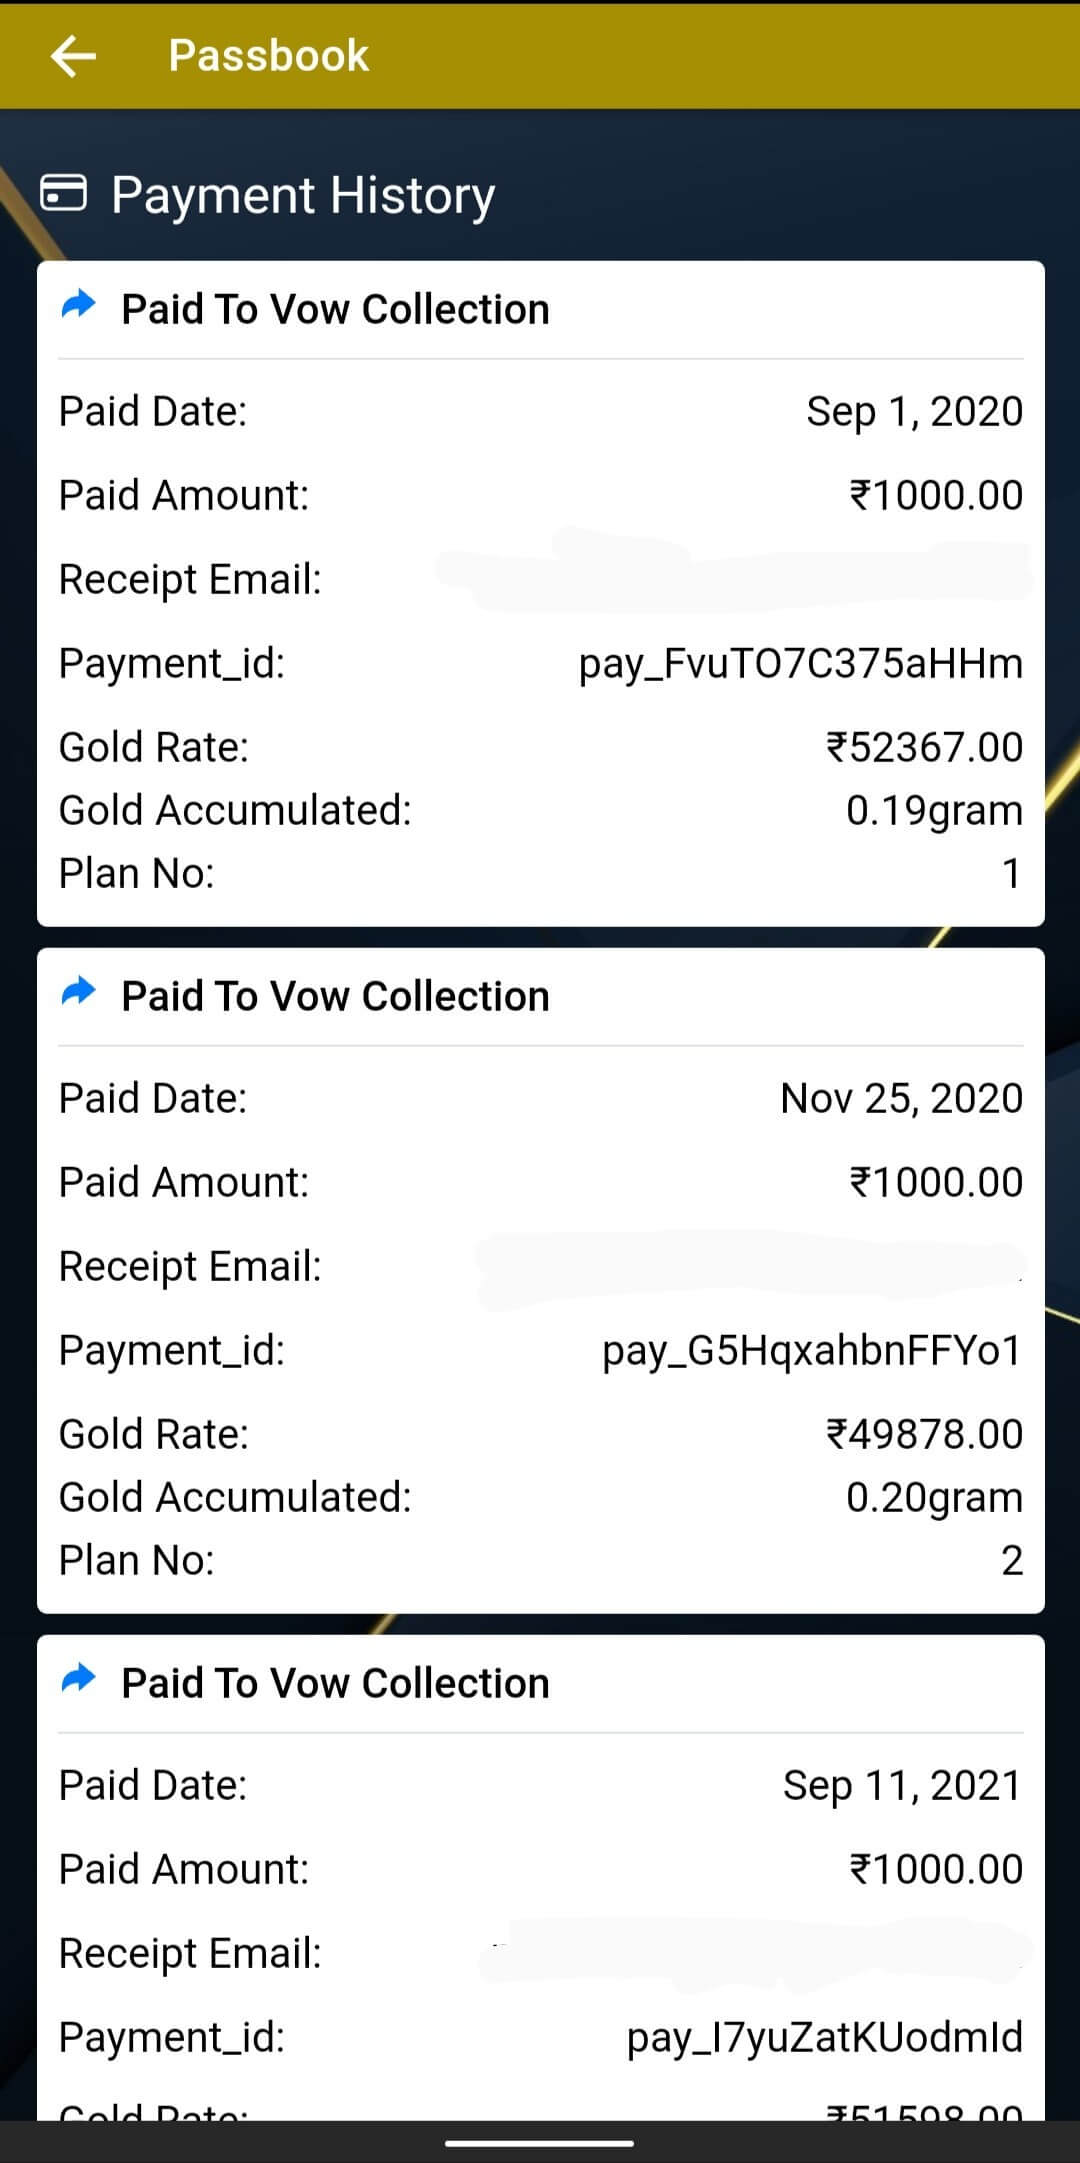 Passbook
Payment History
Paid To Vow Collection
Paid Date: Sep 1, 2020
Paid Amount: ₹1000.00
Receipt Email:
Payment_id: pay_FvuTO7C375aHHm
Gold Rate: ₹52367.00
Gold Accumulated: 0.19gram
Plan No: 1
Paid To Vow Collection
Paid Date: Nov 25, 2020
Paid Amount: ₹1000.00
Receipt Email:
Payment_id: pay_G5HqxahbnFFYo1
Gold Rate: ₹49878.00
Gold Accumulated: 0.20gram
Plan No: 2
Paid To Vow Collection
Paid Date: Sep 11, 2021
Paid Amount: ₹1000.00
Receipt Email:
Payment_id: pay_I7yuZatKUodmId
Gold Rate: ₹51598.00